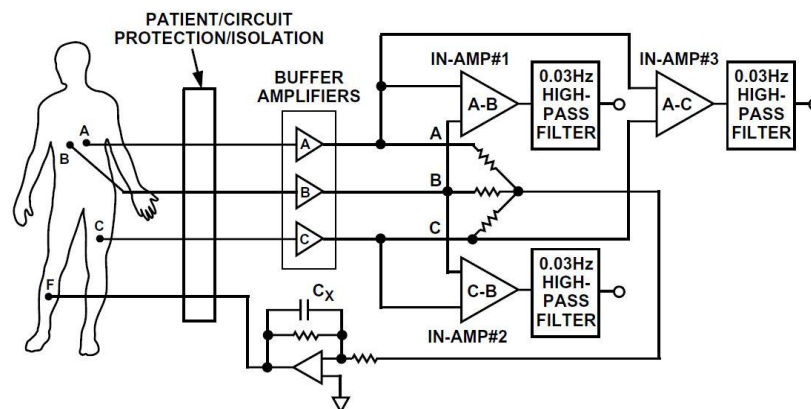 PATIENT/CIRCUIT
PROTECTION/ISOLATION
BUFFER
AMPLIFIERS
IN-AMP#1
IN-AMP#3
A-B
0.03Hz
HIGH-
PASS
FILTER
A-C
0.03Hz
HIGH-
PASS
FILTER
A
B
A
A
B
B
C
C
C
F
C-B
0.03Hz
HIGH-
PASS
FILTER
IN-AMP#2
CX